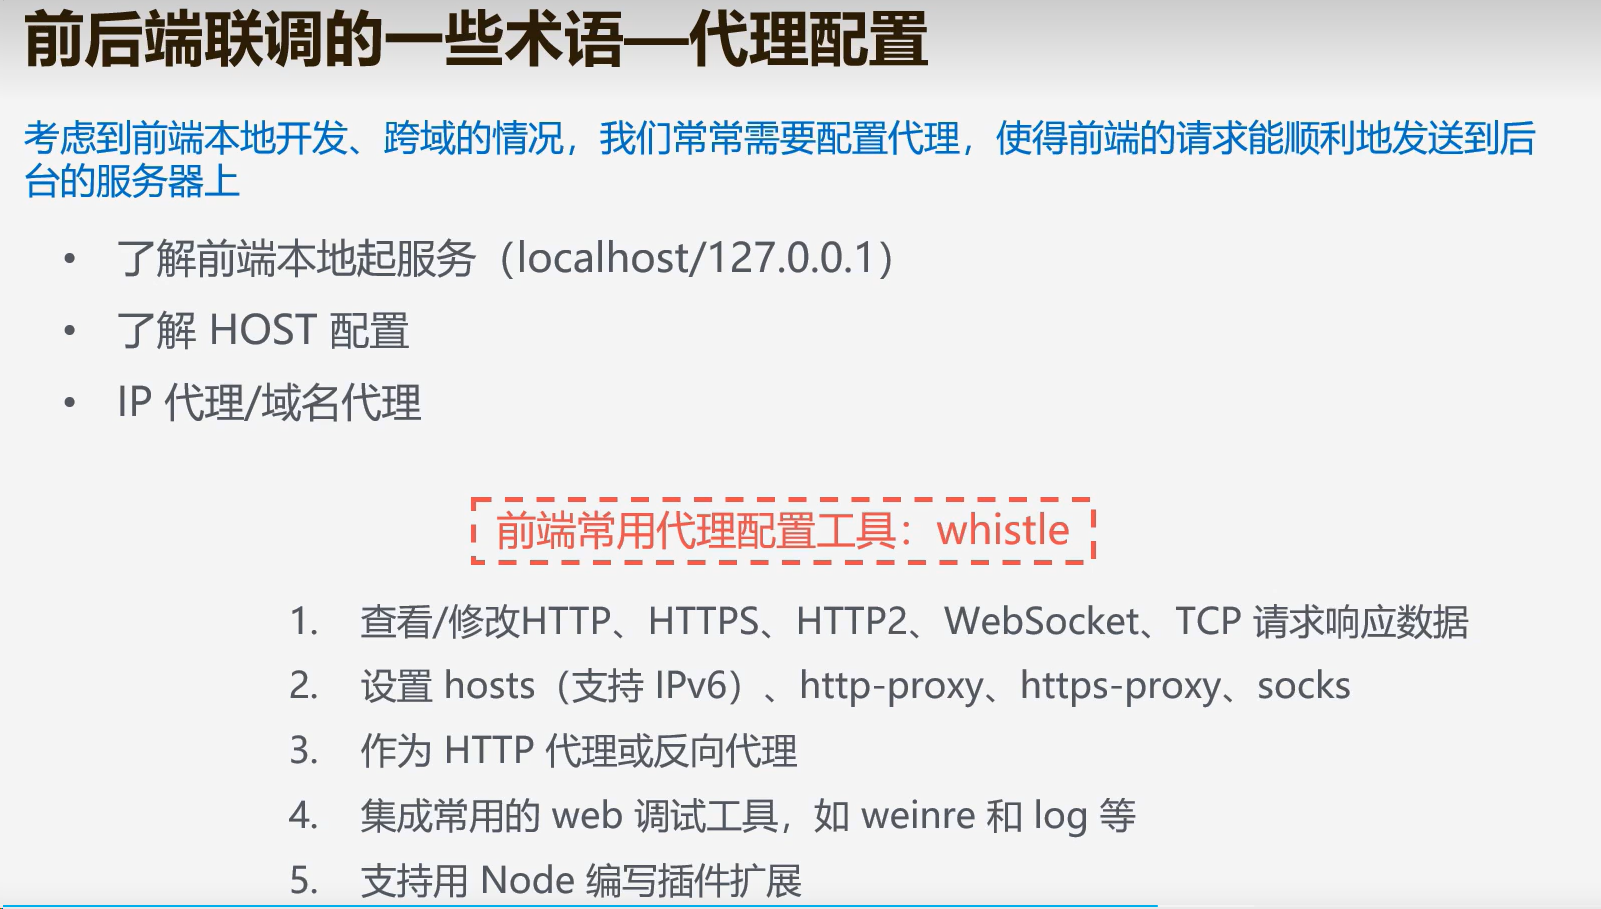 前后端联调的一些术语—代理配置
考虑到前端本地开发、跨域的情况，我们常常需要配置代理，使得前端的请求能顺利地发送到后
台的服务器上
• 了解前端本地起服务（localhost/127.0.0.1）
• 了解 HOST 配置
• IP 代理/域名代理
前端常用代理配置工具：whistle
1. 查看/修改HTTP、HTTPS、HTTP2、WebSocket、TCP 请求响应数据
2. 设置 hosts（支持 IPv6）、http-proxy、https-proxy、socks
3. 作为 HTTP 代理或反向代理
4. 集成常用的 web 调试工具，如 weinre 和 log 等
5. 支持用 Node 编写插件扩展